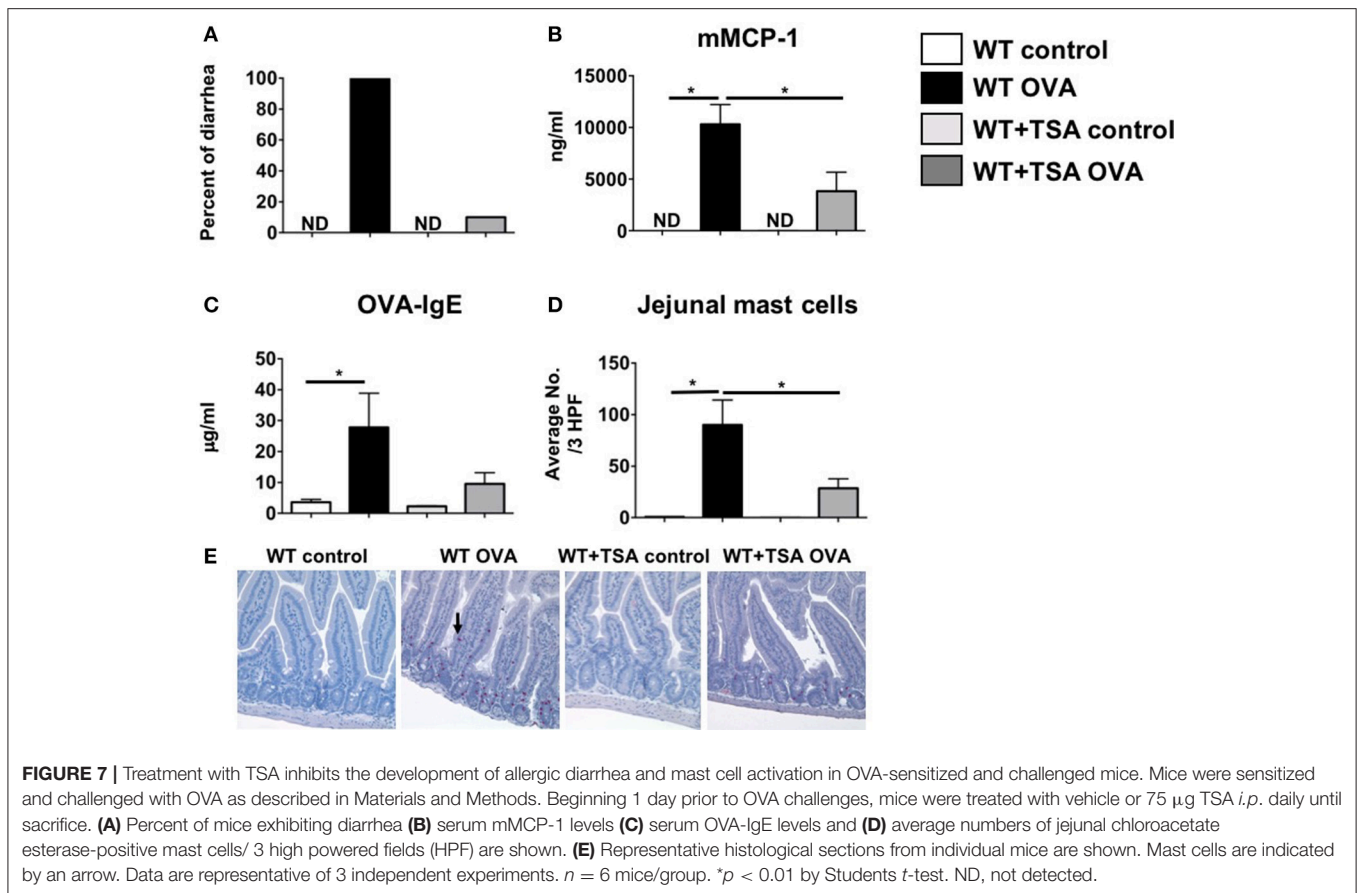 A
Percent of diarrhea
100
80
60
40
20
0
ND
ND
B
mMCP-1
ng/ml
15000
10000
5000
0
*
*
ND
ND
WT control
WT OVA
WT+TSA control
WT+TSA OVA
C
OVA-IgE
µg/ml
50
40
30
20
10
0
*
D
Jejunal mast cells
Average No.
/3 HPF
150
100
50
0
*
*
E
WT control
WT OVA
WT+TSA control
WT+TSA OVA
FIGURE 7 | Treatment with TSA inhibits the development of allergic diarrhea and mast cell activation in OVA-sensitized and challenged mice. Mice were sensitized
and challenged with OVA as described in Materials and Methods. Beginning 1 day prior to OVA challenges, mice were treated with vehicle or 75 µg TSA i.p. daily until
sacrifice. (A) Percent of mice exhibiting diarrhea (B) serum mMCP-1 levels (C) serum OVA-IgE levels and (D) average numbers of jejunal chloroacetate
esterase-positive mast cells/ 3 high powered fields (HPF) are shown. (E) Representative histological sections from individual mice are shown. Mast cells are indicated
by an arrow. Data are representative of 3 independent experiments. n = 6 mice/group. *p < 0.01 by Students t-test. ND, not detected.